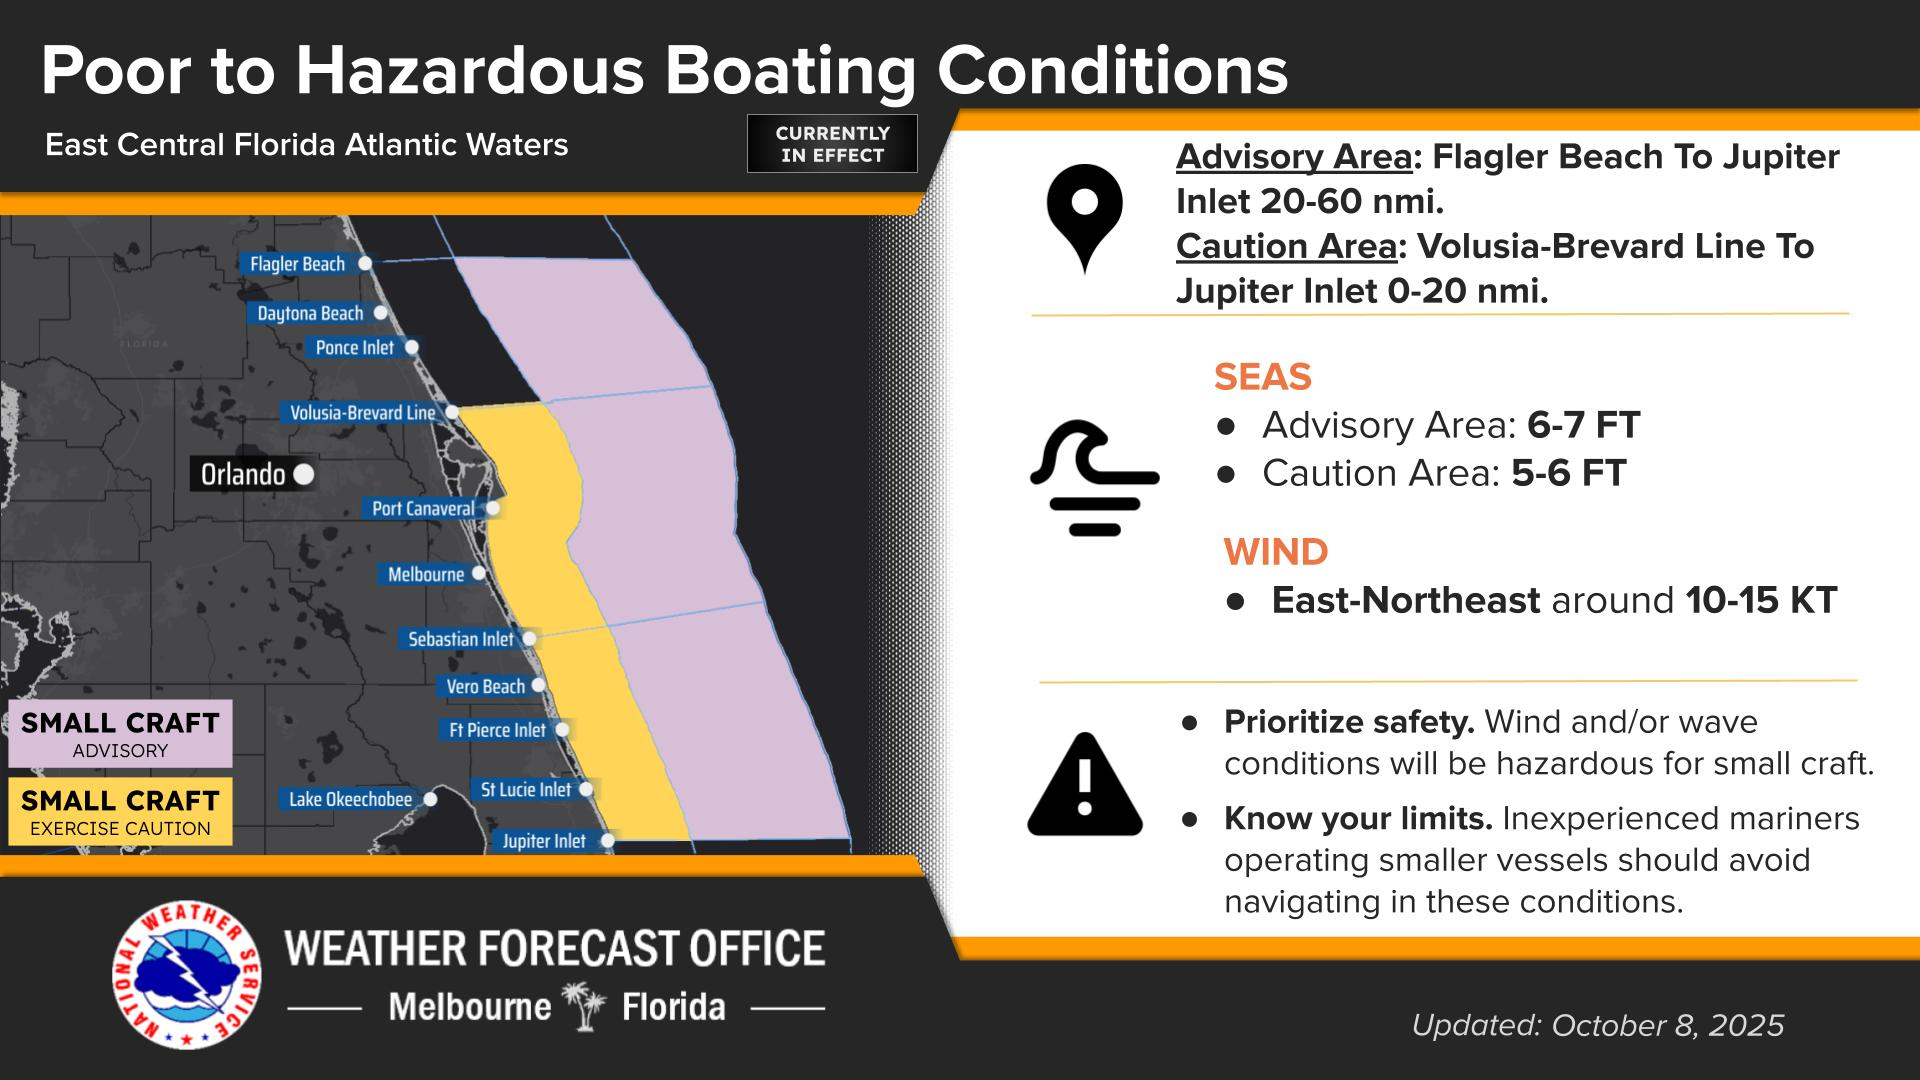 Poor to Hazardous Boating Conditions
East Central Florida Atlantic Waters
CURRENTLY
IN EFFECT
Flagler Beach
Daytona Beach
FLORIDA
Ponce Inlet
Volusia-Brevard Line
Orlando
Port Canaveral
Melbourne
Sebastian Inlet
Vero Beach
Ft Pierce Inlet
St Lucie Inlet
Lake Okeechobee
Jupiter Inlet
SMALL CRAFT
ADVISORY
SMALL CRAFT
EXERCISE CAUTION
Advisory Area: Flagler Beach To Jupiter
Inlet 20-60 nmi.
Caution Area: Volusia-Brevard Line To
Jupiter Inlet 0-20 nmi.
SEAS
● Advisory Area: 6-7 FT
● Caution Area: 5-6 FT
WIND
● East-Northeast around 10-15 KT
● Prioritize safety. Wind and/or wave
conditions will be hazardous for small craft.
● Know your limits. Inexperienced mariners
operating smaller vessels should avoid
navigating in these conditions.
NATIONAL WEATHER SERVICE
WEATHER FORECAST OFFICE
Melbourne Florida
Updated: October 8, 2025